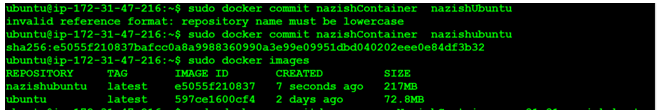 ubuntu@ip-172-31-47-216:~$ sudo docker commit nazishContainer  nazishUbuntu
invalid reference format: repository name must be lowercase
ubuntu@ip-172-31-47-216:~$ sudo docker commit nazishContainer  nazishubuntu
sha256:e5055f210837bafcc0a8a9988360990a3e99e09951dbd040202eee0e84df3b32
ubuntu@ip-172-31-47-216:~$ sudo docker images
REPOSITORY     TAG       IMAGE ID       CREATED         SIZE
nazishubuntu   latest    e5055f210837   7 seconds ago   217MB
ubuntu         latest    597ce1600cf4   2 days ago      72.8MB